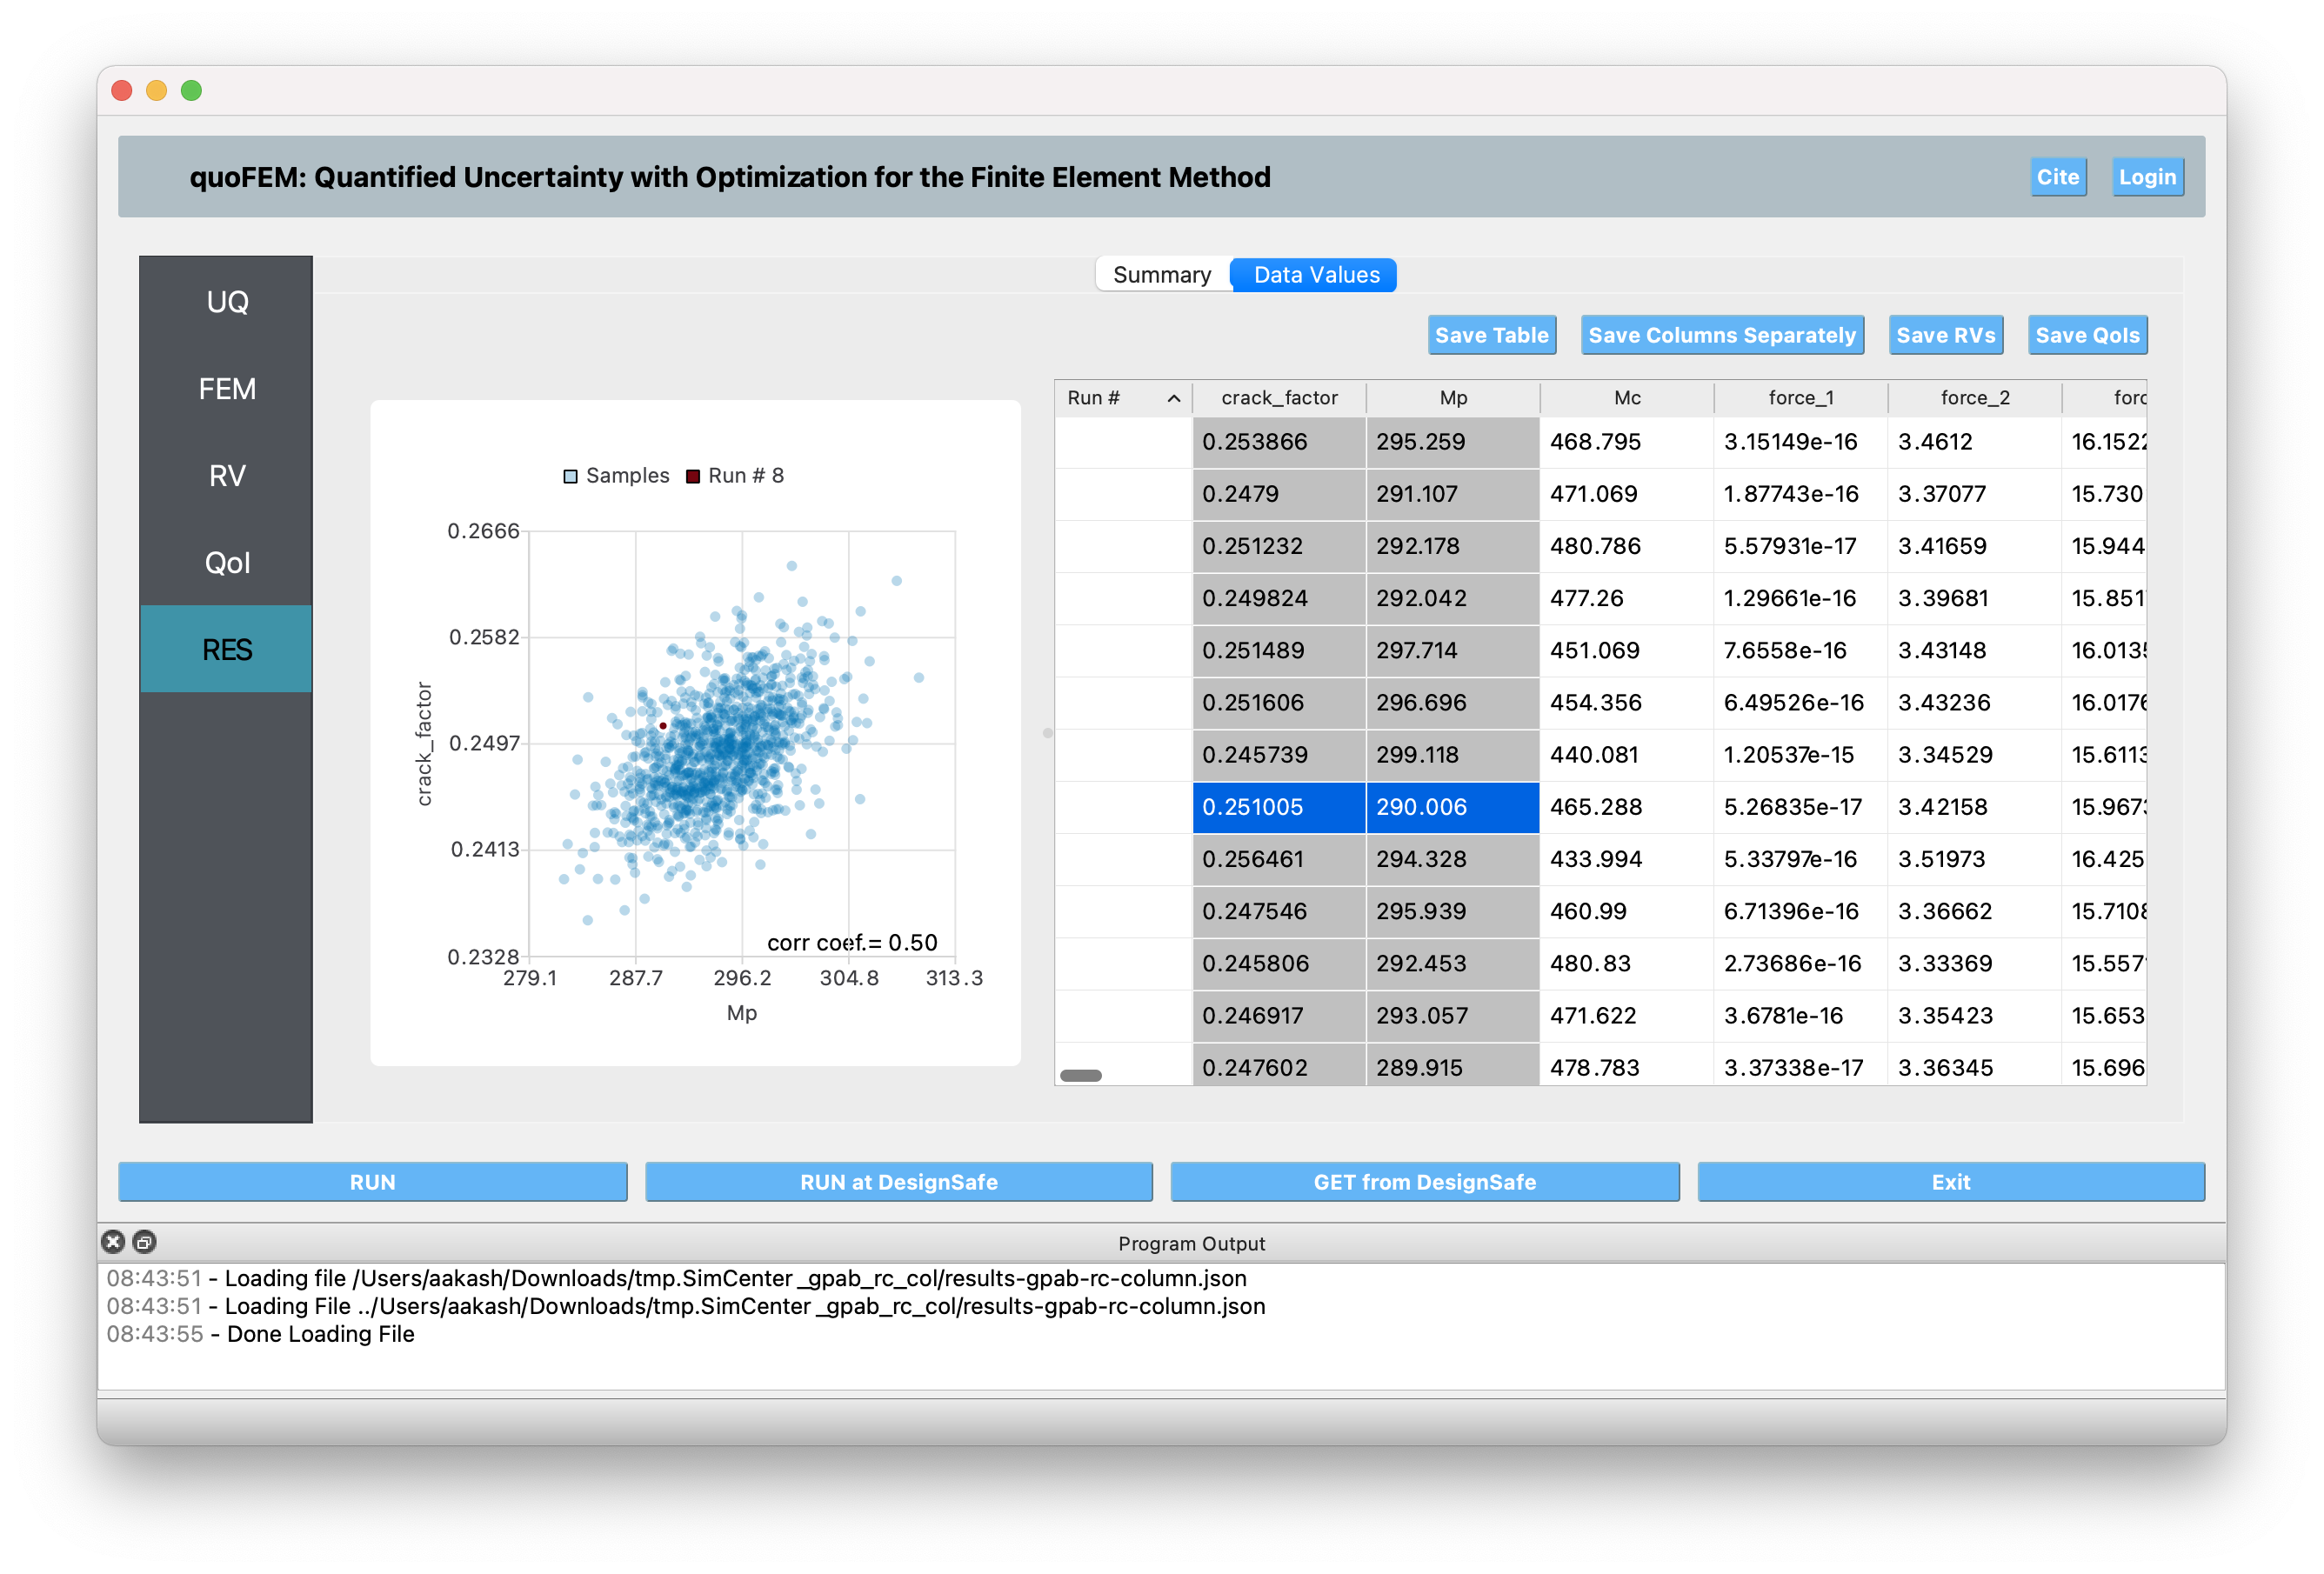 quoFEM: Quantified Uncertainty with Optimization for the Finite Element Method
Cite
Login
UQ
FEM
RV
QoI
RES
Summary
Data Values
Save Table
Save Columns Separately
Save RVs
Save QoIs
Samples
Run # 8
0.2666
0.2582
0.2497
0.2413
0.2328
crack_factor
corr coef.= 0.50
279.1
287.7
296.2
304.8
313.3
Mp
Run # crack_factor Mp Mc force_1 force_2 forc
0.253866 295.259 468.795 3.15149e-16 3.4612 16.1522
0.2479 291.107 471.069 1.87743e-16 3.37077 15.730
0.251232 292.178 480.786 5.57931e-17 3.41659 15.944
0.249824 292.042 477.26 1.29661e-16 3.39681 15.851
0.251489 297.714 451.069 7.6558e-16 3.43148 16.0135
0.251606 296.696 454.356 6.49526e-16 3.43236 16.0176
0.245739 299.118 440.081 1.20537e-15 3.34529 15.6113
0.251005 290.006 465.288 5.26835e-17 3.42158 15.967
0.256461 294.328 433.994 5.33797e-16 3.51973 16.425
0.247546 295.939 460.99 6.71396e-16 3.36662 15.7108
0.245806 292.453 480.83 2.73686e-16 3.33369 15.557
0.246917 293.057 471.622 3.6781e-16 3.35423 15.653
0.247602 289.915 478.783 3.37338e-17 3.36345 15.696
RUN
RUN at DesignSafe
GET from DesignSafe
Exit
Program Output
08:43:51 - Loading file /Users/aakash/Downloads/tmp.SimCenter_gpab_rc_col/results-gpab-rc-column.json
08:43:51 - Loading File ../Users/aakash/Downloads/tmp.SimCenter_gpab_rc_col/results-gpab-rc-column.json
08:43:55 - Done Loading File